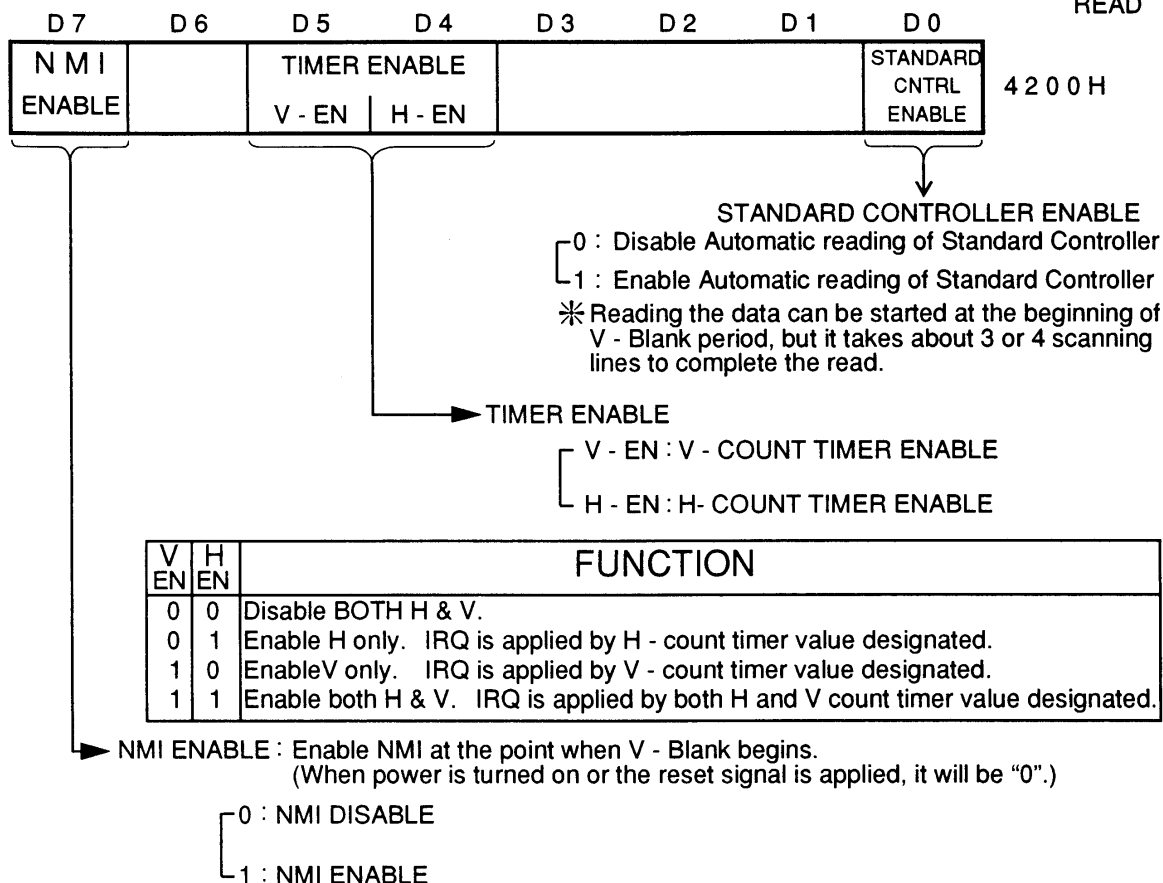 READ
D7 D6 D5 D4 D3 D2 D1 D0
NMI ENABLE
TIMER ENABLE
V - EN H - EN
STANDARD CNTRL ENABLE
4200H
STANDARD CONTROLLER ENABLE
0 : Disable Automatic reading of Standard Controller
1 : Enable Automatic reading of Standard Controller
※ Reading the data can be started at the beginning of
V - Blank period, but it takes about 3 or 4 scanning
lines to complete the read.
TIMER ENABLE
V - EN : V - COUNT TIMER ENABLE
H - EN : H- COUNT TIMER ENABLE
V EN H EN FUNCTION
0 0 Disable BOTH H & V.
0 1 Enable H only. IRQ is applied by H - count timer value designated.
1 0 EnableV only. IRQ is applied by V - count timer value designated.
1 1 Enable both H & V. IRQ is applied by both H and V count timer value designated.
NMI ENABLE : Enable NMI at the point when V - Blank begins.
(When power is turned on or the reset signal is applied, it will be “0”.)
0 : NMI DISABLE
1 : NMI ENABLE